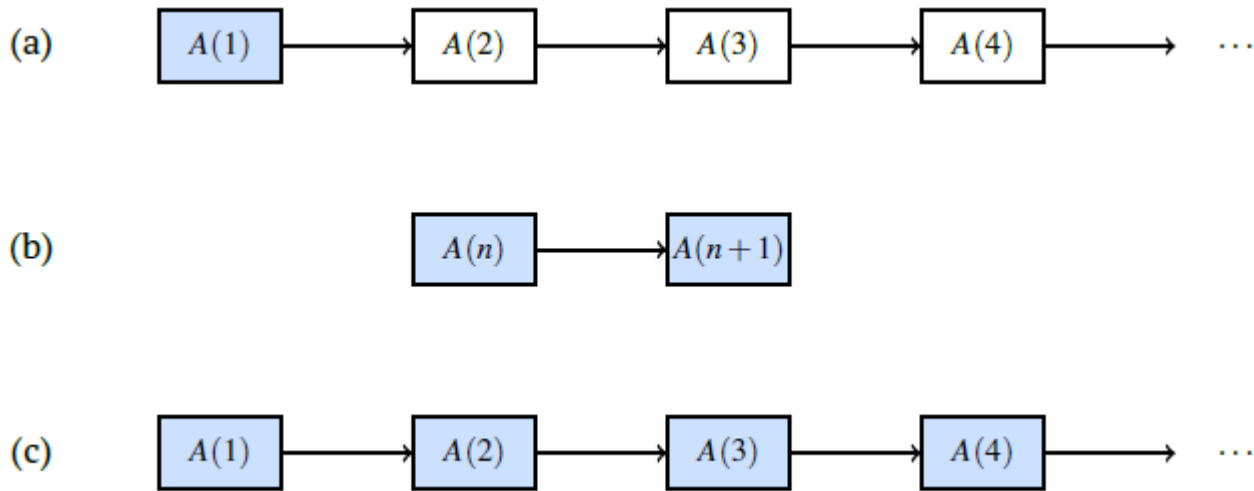 (a) A(1) A(2) A(3) A(4) ···
(b) A(n) A(n + 1)
(c) A(1) A(2) A(3) A(4) ···